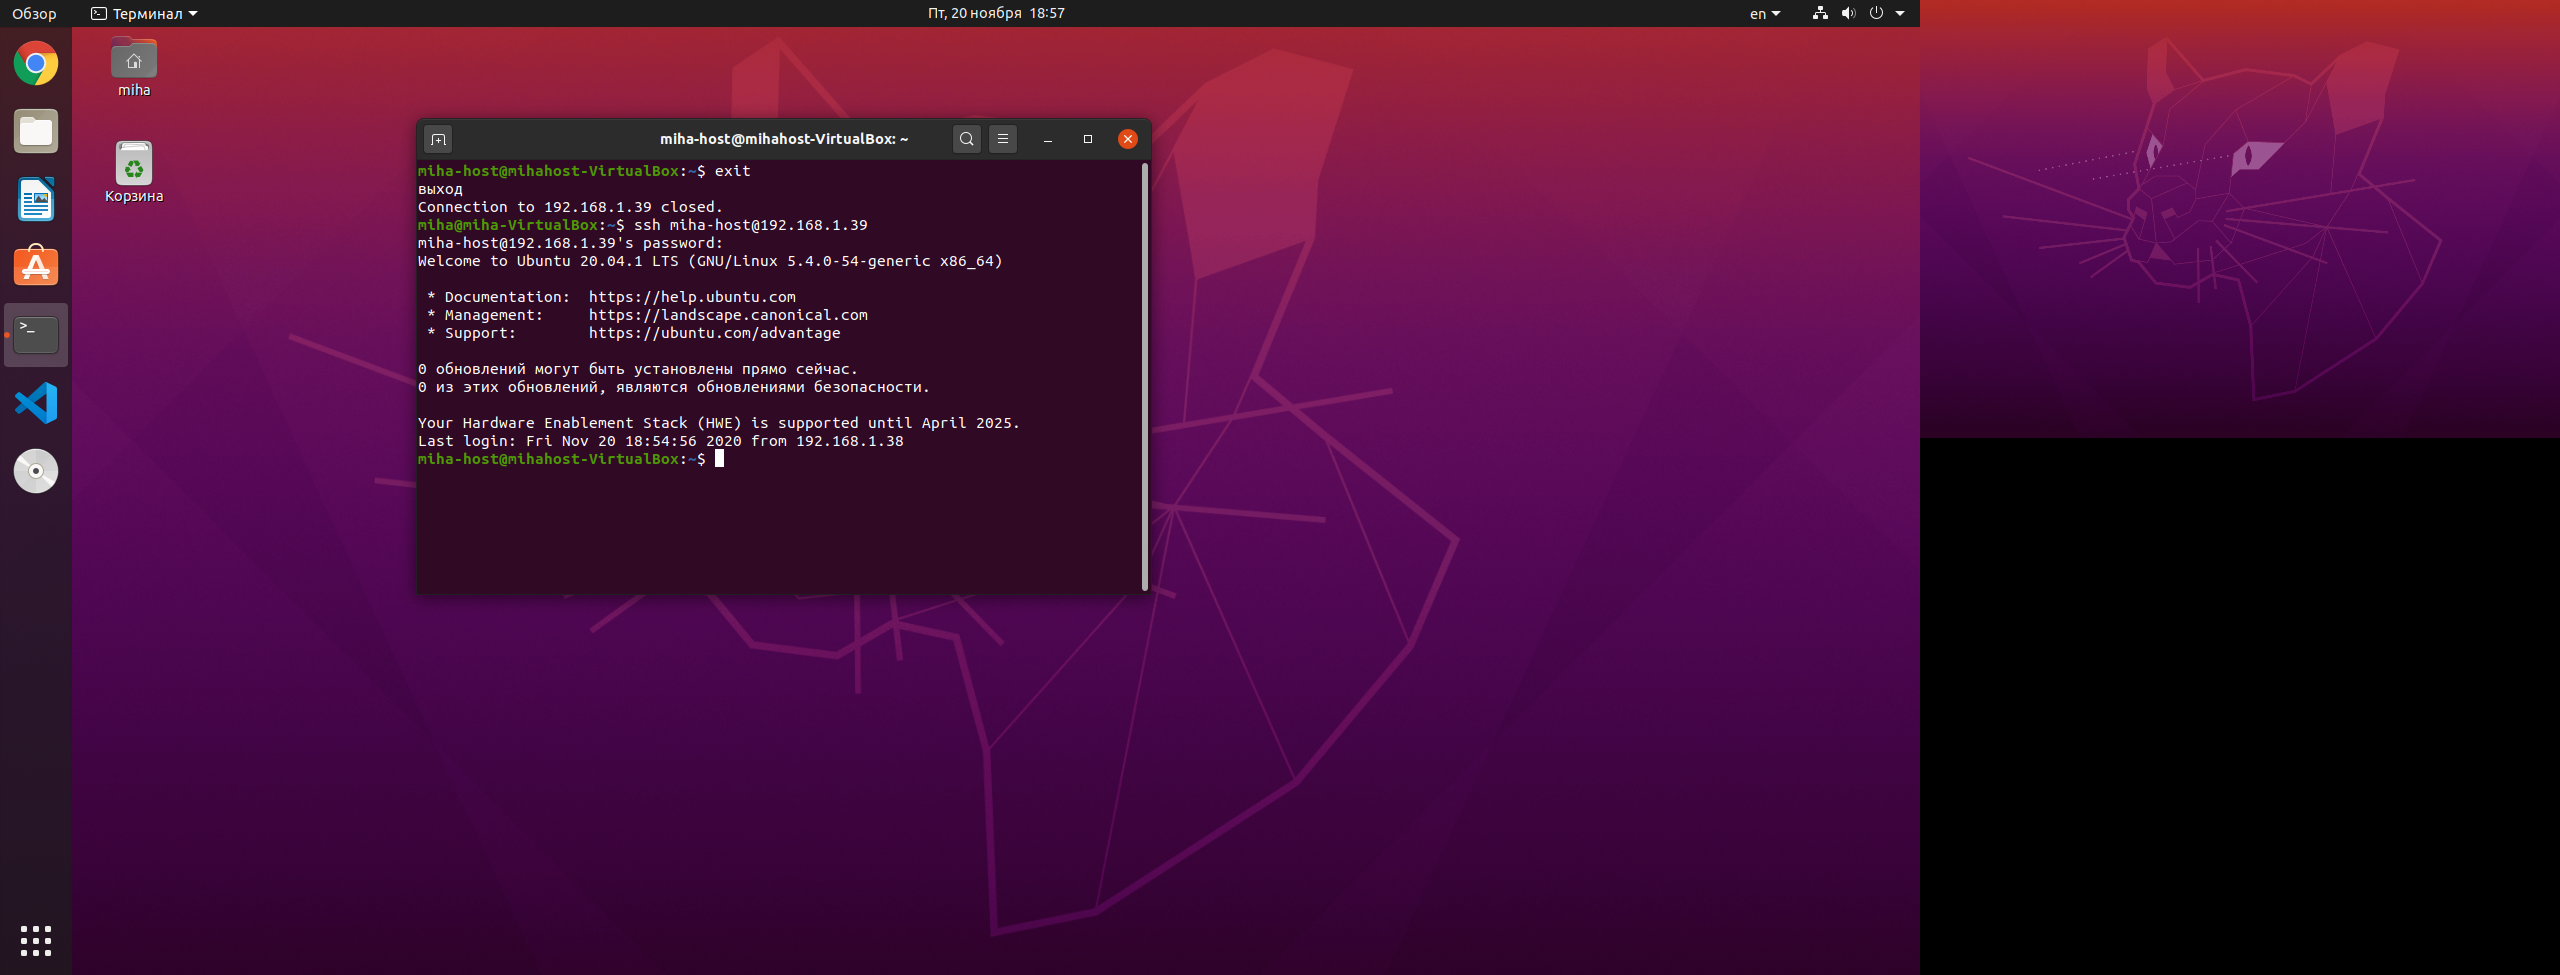 Обзор
Терминал
Пт, 20 ноября 18:57
en
miha
Корзина
miha-host@mihahost-VirtualBox: ~
miha-host@mihahost-VirtualBox:~$ exit
выход
Connection to 192.168.1.39 closed.
miha@miha-VirtualBox:~$ ssh miha-host@192.168.1.39
miha-host@192.168.1.39's password:
Welcome to Ubuntu 20.04.1 LTS (GNU/Linux 5.4.0-54-generic x86_64)
* Documentation:  https://help.ubuntu.com
* Management:     https://landscape.canonical.com
* Support:        https://ubuntu.com/advantage
0 обновлений могут быть установлены прямо сейчас.
0 из этих обновлений, являются обновлениями безопасности.
Your Hardware Enablement Stack (HWE) is supported until April 2025.
Last login: Fri Nov 20 18:54:56 2020 from 192.168.1.38
miha-host@mihahost-VirtualBox:~$